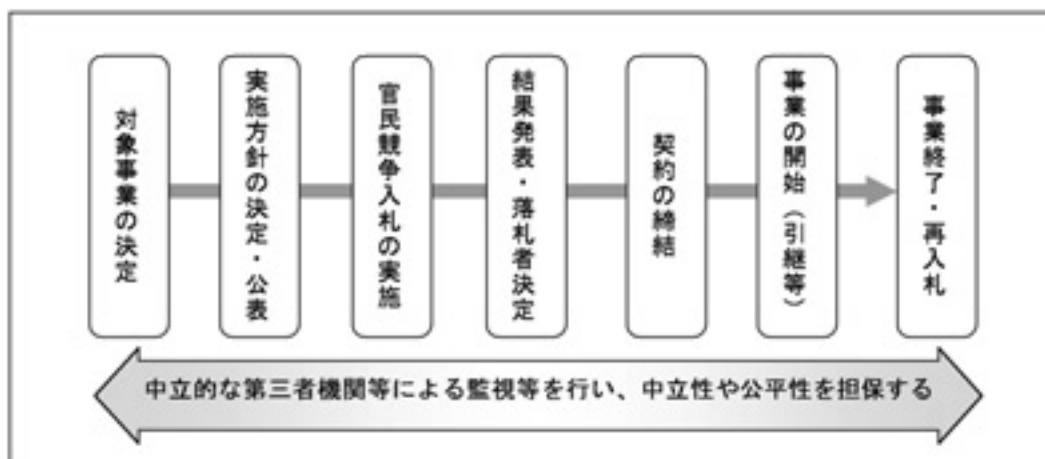 対象事業の決定
実施方針の決定・公表
官民競争入札の実施
結果発表・落札者決定
契約の締結
事業の開始（引継等）
事業終了・再入札
中立的な第三者機関等による監視等を行い、中立性や公平性を担保する